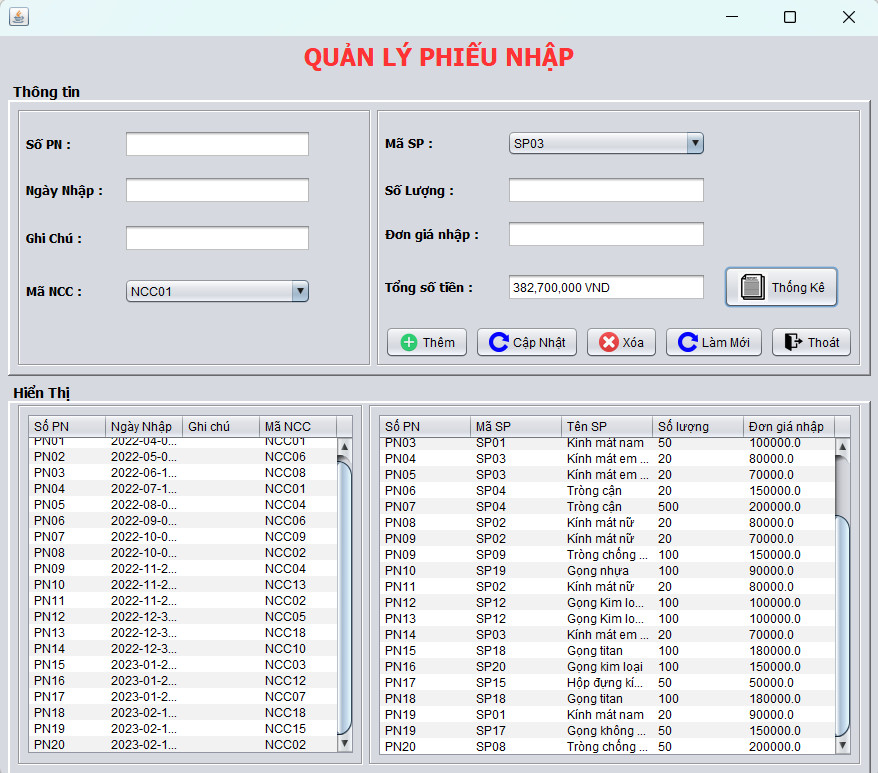 QUẢN LÝ PHIẾU NHẬP
Thông tin
Số PN :
Ngày Nhập :
Ghi Chú :
Mã NCC :
NCC01
Mã SP :
SP03
Số Lượng :
Đơn giá nhập :
Tổng số tiền :
382,700,000 VND
Thống Kê
Thêm
Cập Nhật
Xóa
Làm Mới
Thoát
Hiển Thị
Số PN Ngày Nhập Ghi chú Mã NCC
PN01 2022-04-0... NCC01
PN02 2022-05-0... NCC06
PN03 2022-06-1... NCC08
PN04 2022-07-1... NCC01
PN05 2022-08-0... NCC04
PN06 2022-09-0... NCC06
PN07 2022-10-0... NCC09
PN08 2022-10-0... NCC02
PN09 2022-11-2... NCC04
PN10 2022-11-2... NCC13
PN11 2022-11-2... NCC02
PN12 2022-12-3... NCC05
PN13 2022-12-3... NCC18
PN14 2022-12-3... NCC10
PN15 2023-01-2... NCC03
PN16 2023-01-2... NCC12
PN17 2023-01-2... NCC07
PN18 2023-02-1... NCC18
PN19 2023-02-1... NCC15
PN20 2023-02-1... NCC02
Số PN Mã SP Tên SP Số lượng Đơn giá nhập
PN03 SP01 Kính mát nam 50 100000.0
PN04 SP03 Kính mát em ... 20 80000.0
PN05 SP03 Kính mát em ... 20 70000.0
PN06 SP04 Tròng cận 20 150000.0
PN07 SP04 Tròng cận 500 200000.0
PN08 SP02 Kính mát nữ 20 80000.0
PN09 SP02 Kính mát nữ 20 70000.0
PN09 SP09 Tròng chống ... 100 150000.0
PN10 SP19 Gọng nhựa 100 90000.0
PN11 SP02 Kính mát nữ 20 80000.0
PN12 SP12 Gọng Kim lo... 100 100000.0
PN13 SP12 Gọng Kim lo... 100 100000.0
PN14 SP03 Kính mát em ... 20 70000.0
PN15 SP18 Gọng titan 100 180000.0
PN16 SP20 Gọng kim loại 100 150000.0
PN17 SP15 Hộp đựng kí... 50 50000.0
PN18 SP18 Gọng titan 100 180000.0
PN19 SP01 Kính mát nam 20 90000.0
PN19 SP17 Gọng không ... 50 150000.0
PN20 SP08 Tròng chống ... 50 200000.0